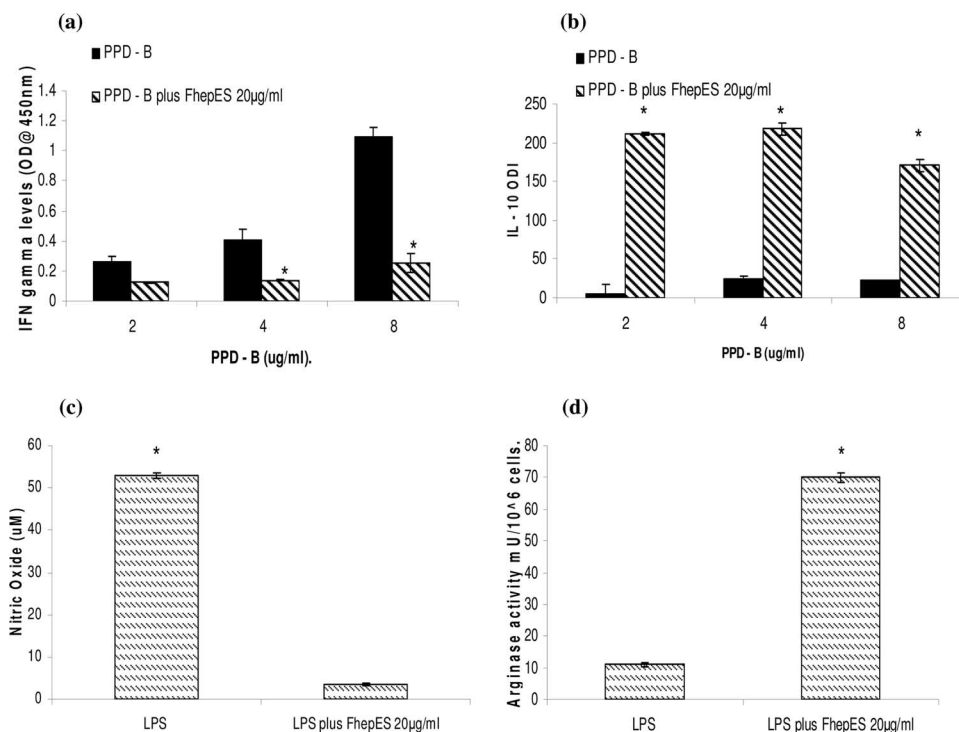 (a)
PPD - B
PPD - B plus FhepES 20µg/ml
IFN gamma levels (OD@450nm)
1.4
1.2
1
0.8
0.6
0.4
0.2
0
*
*
2
4
8
PPD - B (ug/ml).
(b)
PPD - B
PPD - B plus FhepES 20µg/ml
IL - 10 ODI
250
200
150
100
50
0
*
*
*
2
4
8
PPD - B (ug/ml)
(c)
Nitric Oxide (uM)
60
50
40
30
20
10
0
*
LPS
LPS plus FhepES 20µg/ml
(d)
Arginase activity mU/10^6 cells.
80
70
60
50
40
30
20
10
0
*
LPS
LPS plus FhepES 20µg/ml